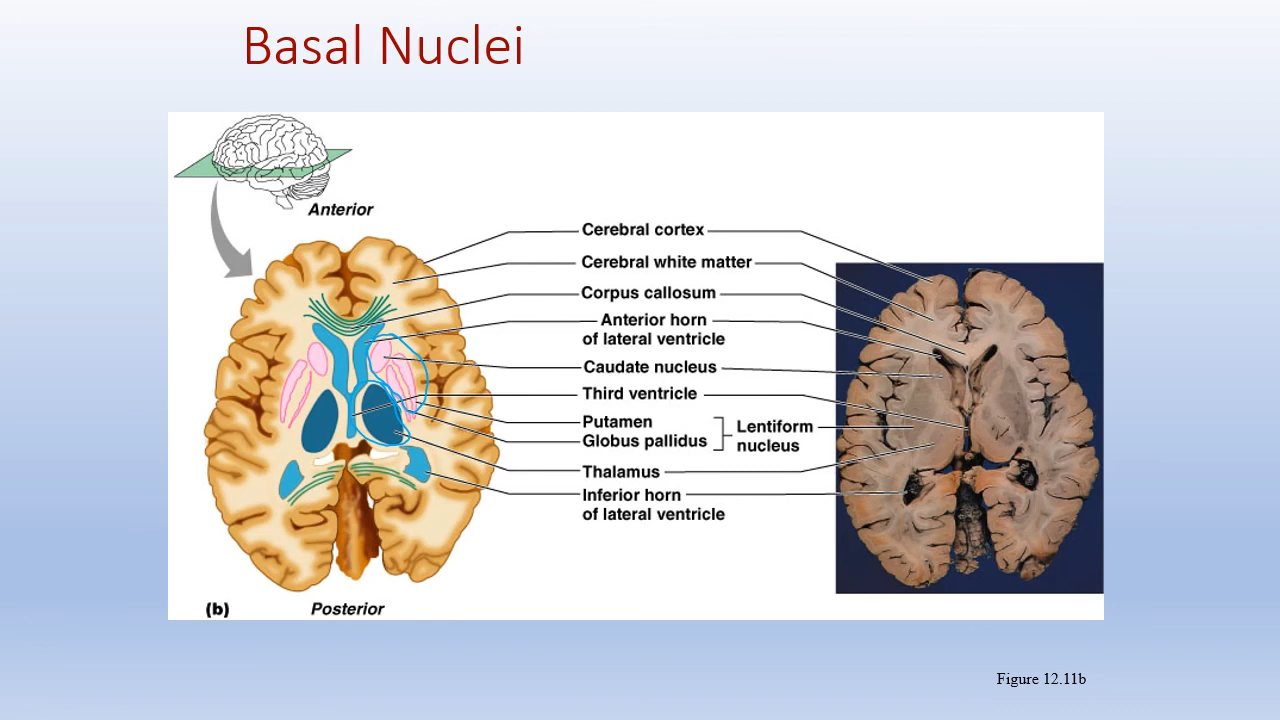 Basal Nuclei
Anterior
Cerebral cortex
Cerebral white matter
Corpus callosum
Anterior horn
of lateral ventricle
Caudate nucleus
Third ventricle
Putamen
Globus pallidus
Lentiform
nucleus
Thalamus
Inferior horn
of lateral ventricle
(b)
Posterior
Figure 12.11b